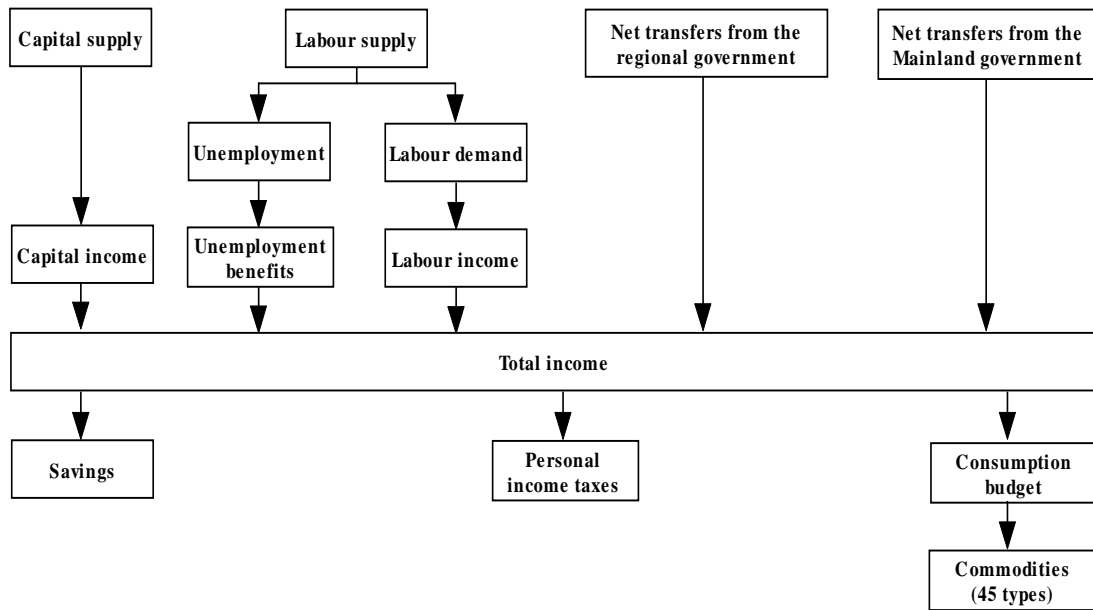 Capital supply
Labour supply
Net transfers from the
regional government
Net transfers from the
Mainland government
Unemployment
Labour demand
Capital income
Unemployment
benefits
Labour income
Total income
Savings
Personal
income taxes
Consumption
budget
Commodities
(45 types)